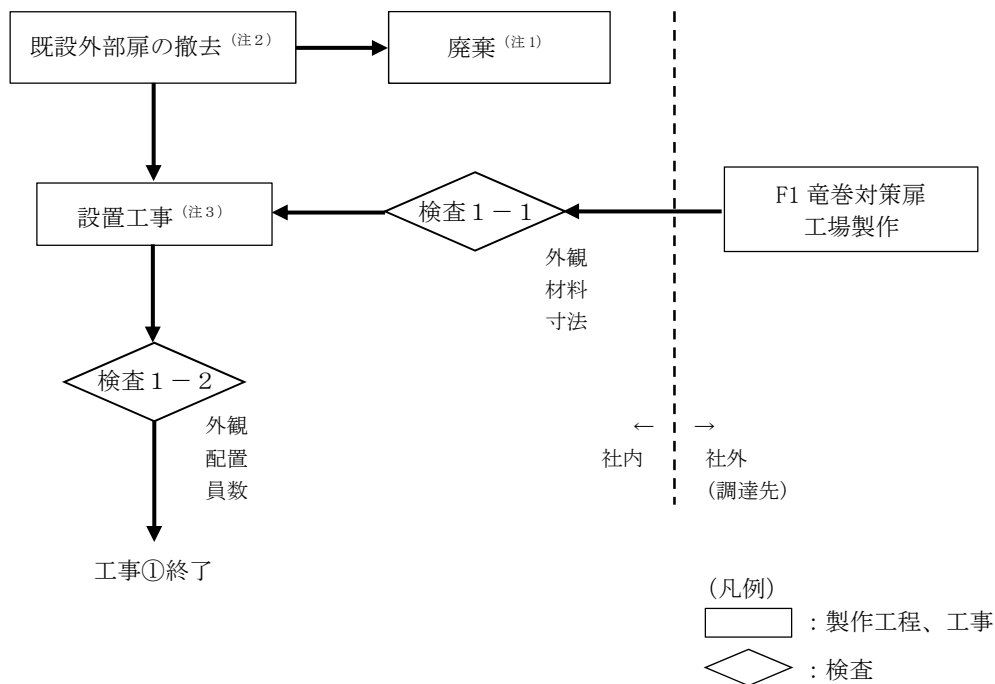 既設外部扉の撤去（注２）
廃棄（注１）
設置工事（注３）
検査１－１
F1 竜巻対策扉
工場製作
外観
材料
寸法
検査１－２
外観
配置
員数
← →
社内 社外
(調達先)
工事①終了
(凡例)
：製作工程、工事
：検査